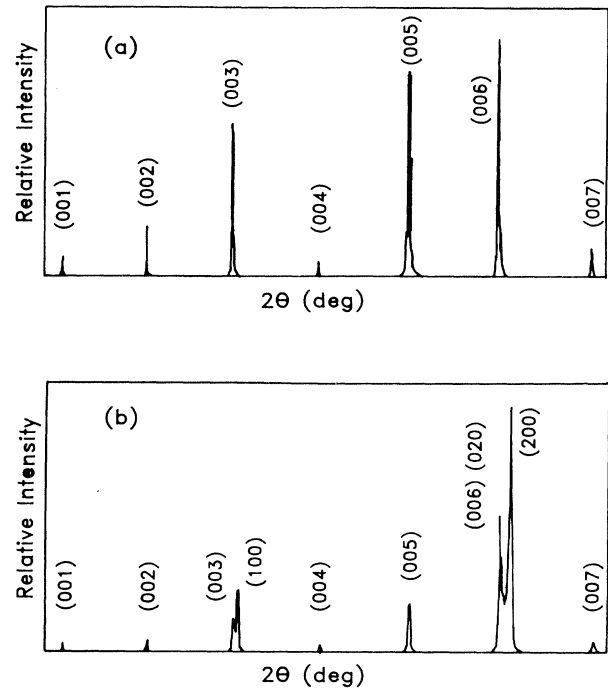 (a)
Relative Intensity
(001)
(002)
(003)
(004)
(005)
(006)
(007)
2Θ (deg)
(b)
Relative Intensity
(001)
(002)
(003)
(100)
(004)
(005)
(006) (020)
(200)
(007)
2Θ (deg)